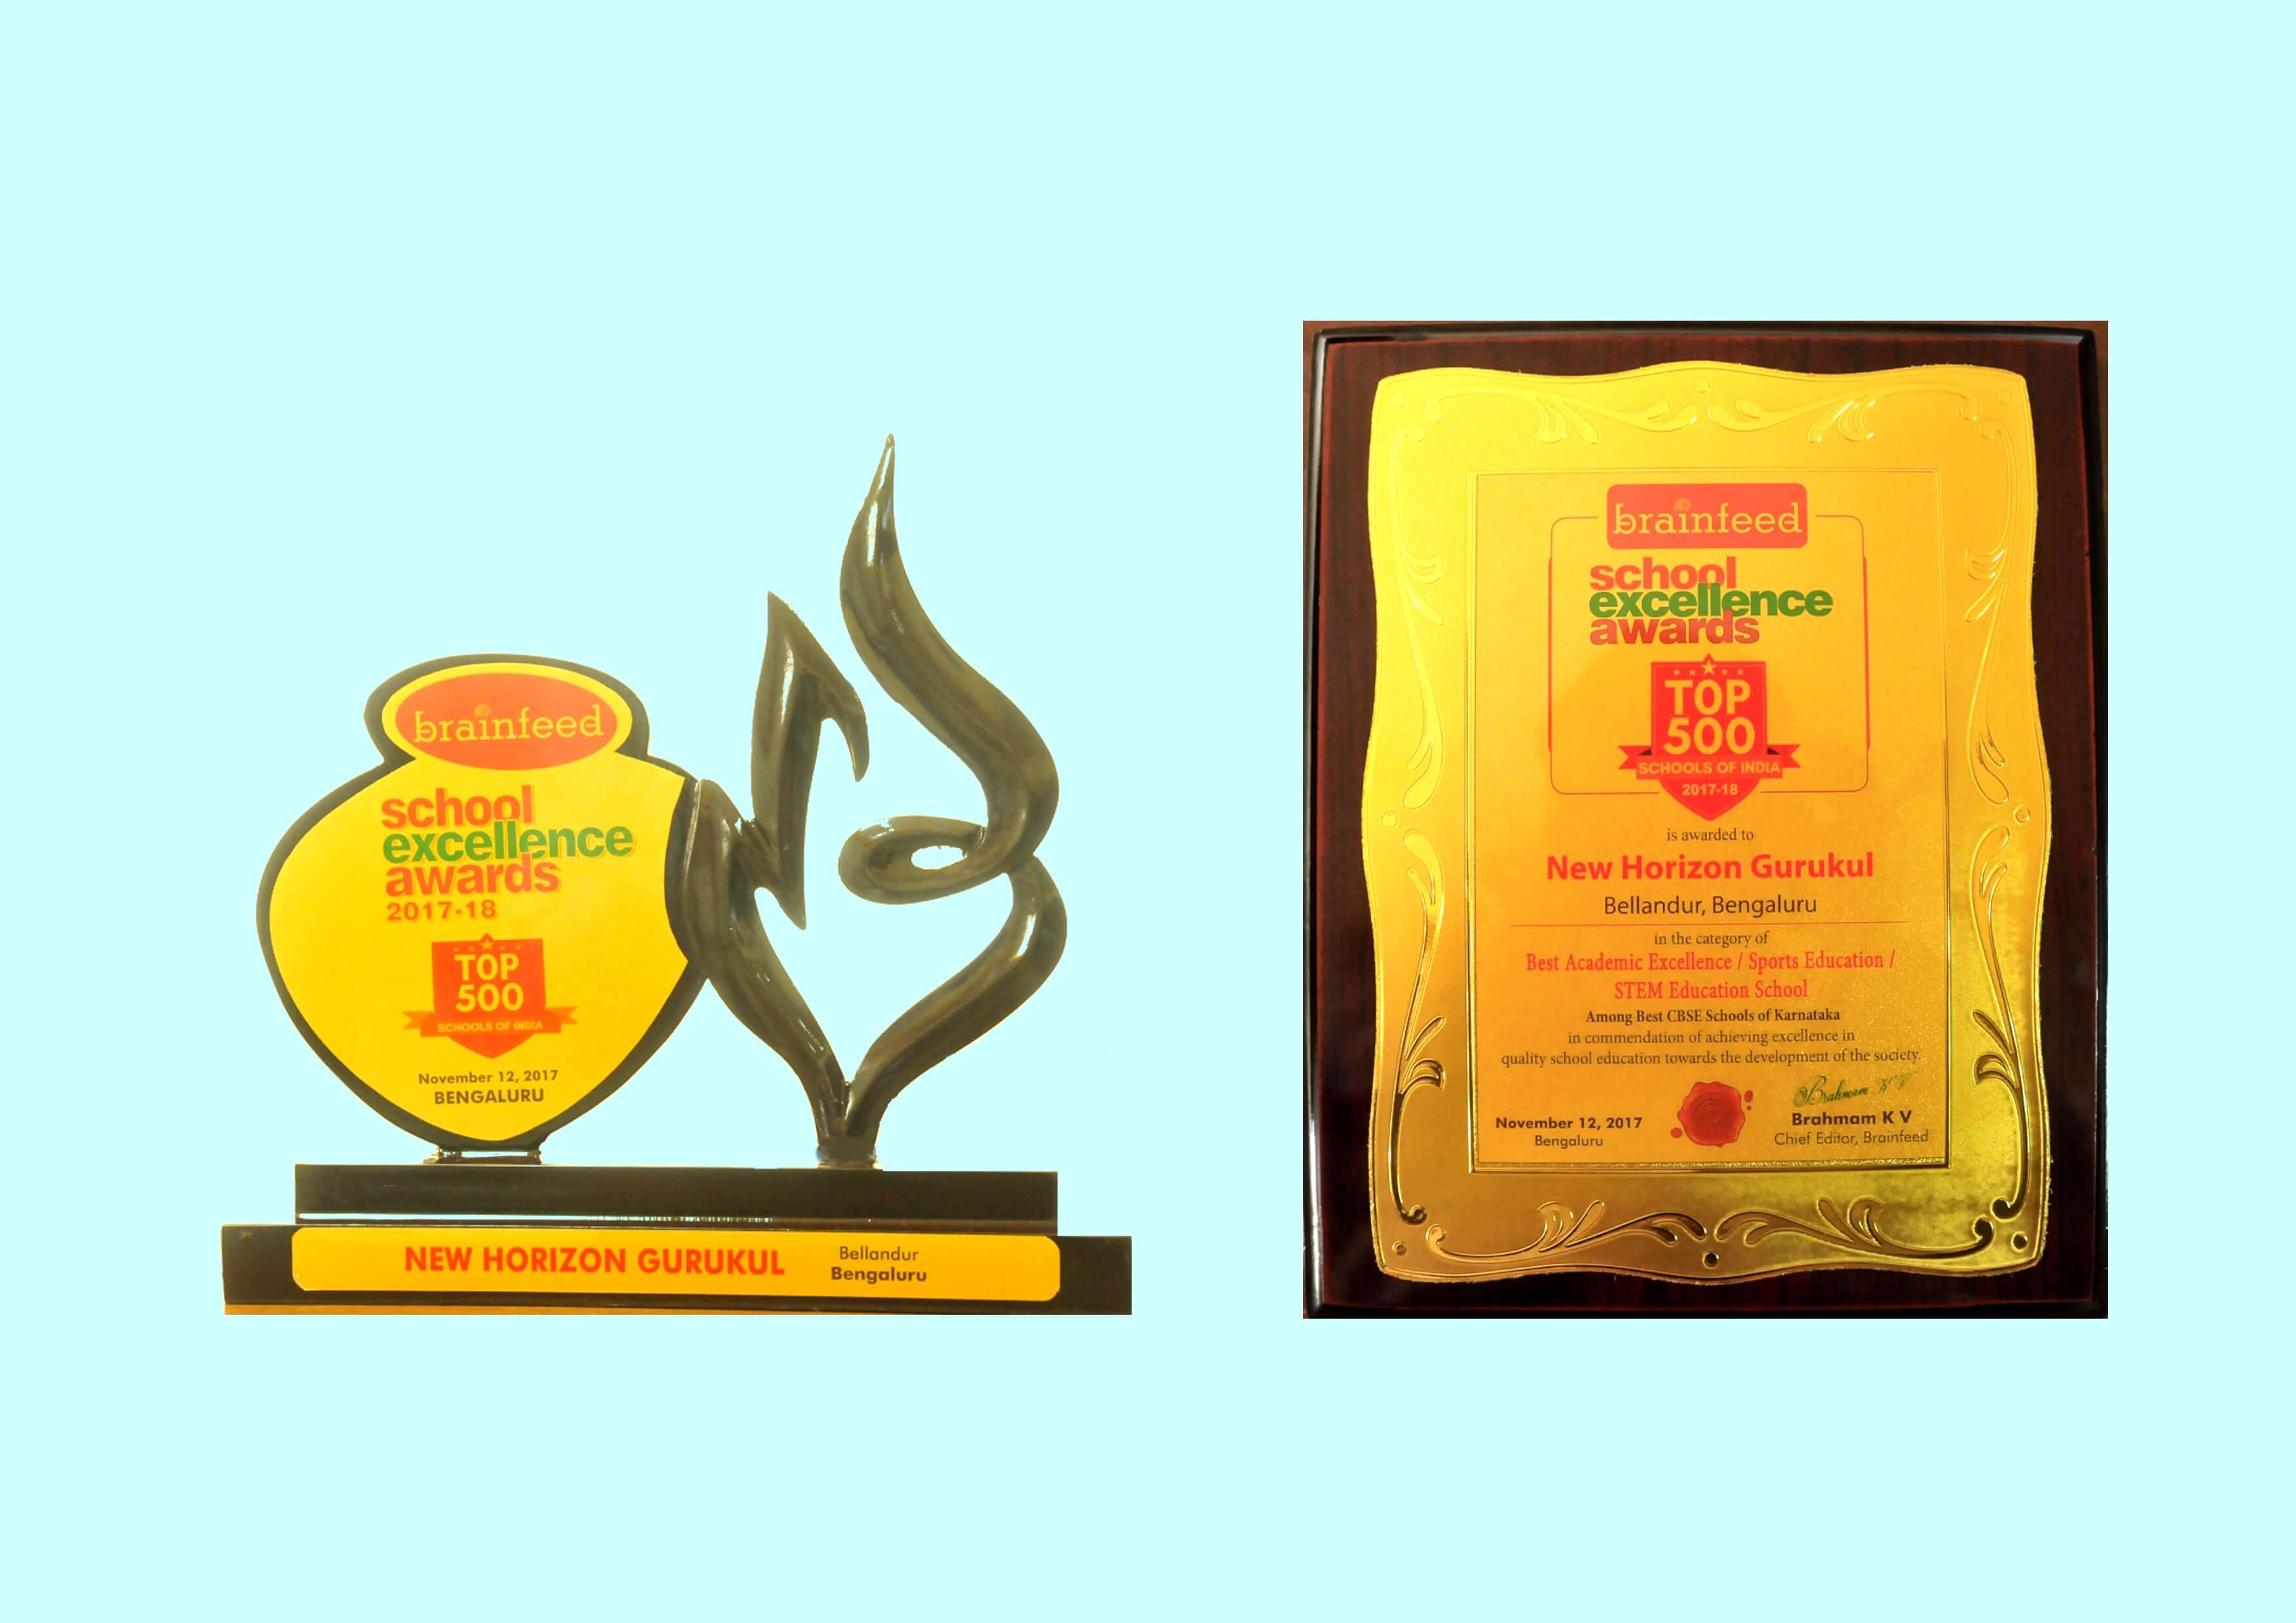 brainfeed
school
excellence
awards
2017-18
TOP
500
SCHOOLS OF INDIA
November 12, 2017
BENGALURU
NEW HORIZON GURUKUL
Bellandur
Bengaluru
brainfeed
school
excellence
awards
TOP
500
SCHOOLS OF INDIA
2017-18
is awarded to
New Horizon Gurukul
Bellandur, Bengaluru
in the category of
Best Academic Excellence / Sports Education /
STEM Education School
Among Best CBSE Schools of Karnataka
in commendation of achieving excellence in
quality school education towards the development of the society.
November 12, 2017
Bengaluru
Brahmam K V
Brahmam K V
Chief Editor, Brainfeed